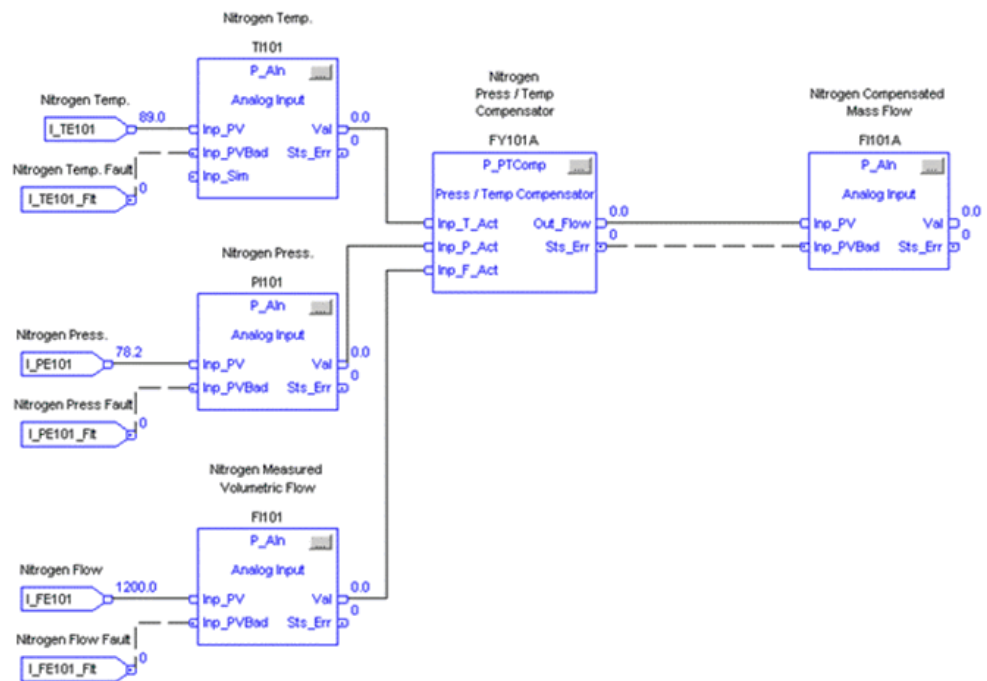 Nitrogen Temp.
TI101
P_AIn
...
Analog Input
Nitrogen Temp.
I_TE101
89.0
Inp_PV
Val
0.0
Nitrogen Temp. Fault
I_TE101_Flt
0
Inp_PVBad
Sts_Err
0
Inp_Sim
Nitrogen Press.
PI101
P_AIn
...
Analog Input
Nitrogen Press.
I_PE101
78.2
Inp_PV
Val
0.0
Nitrogen Press Fault
I_PE101_Flt
0
Inp_PVBad
Sts_Err
0
Nitrogen Measured
Volumetric Flow
FI101
P_AIn
...
Analog Input
Nitrogen Flow
I_FE101
1200.0
Inp_PV
Val
0.0
Nitrogen Flow Fault
I_FE101_Flt
0
Inp_PVBad
Sts_Err
0
Nitrogen
Press / Temp
Compensator
FY101A
P_PTComp
...
Press / Temp Compensator
Inp_T_Act
Out_Flow
0.0
Inp_P_Act
Sts_Err
0
Inp_F_Act
Nitrogen Compensated
Mass Flow
FI101A
P_AIn
...
Analog Input
Inp_PV
Val
0.0
Inp_PVBad
Sts_Err
0